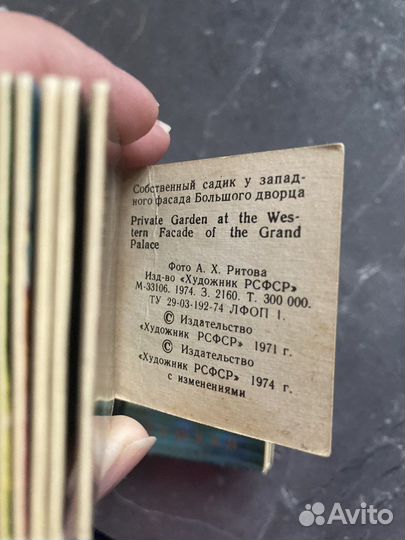 Собственный садик у запад-
ного фасада Большого дворца
Private Garden at the Wes-
tern Facade of the Grand
Palace
Фото А. Х. Ритова
Изд-во «Художник РСФСР»
М-33106. 1974. З. 2160. Т. 300 000.
ТУ 29-03-192-74 ЛФОП 1.
© Издательство
«Художник РСФСР» 1971 г.
© Издательство
«Художник РСФСР» 1974 г.
с изменениями
Avito